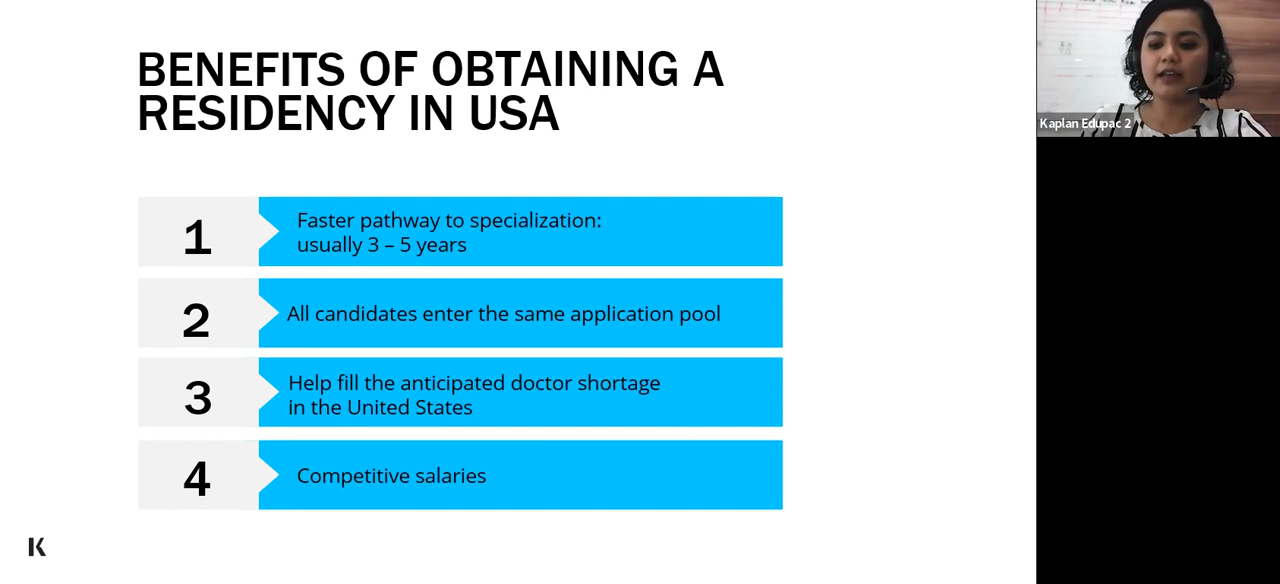 BENEFITS OF OBTAINING A
RESIDENCY IN USA
1
Faster pathway to specialization:
usually 3 – 5 years
2
All candidates enter the same application pool
3
Help fill the anticipated doctor shortage
in the United States
4
Competitive salaries
K
Kaplan Edupac 2